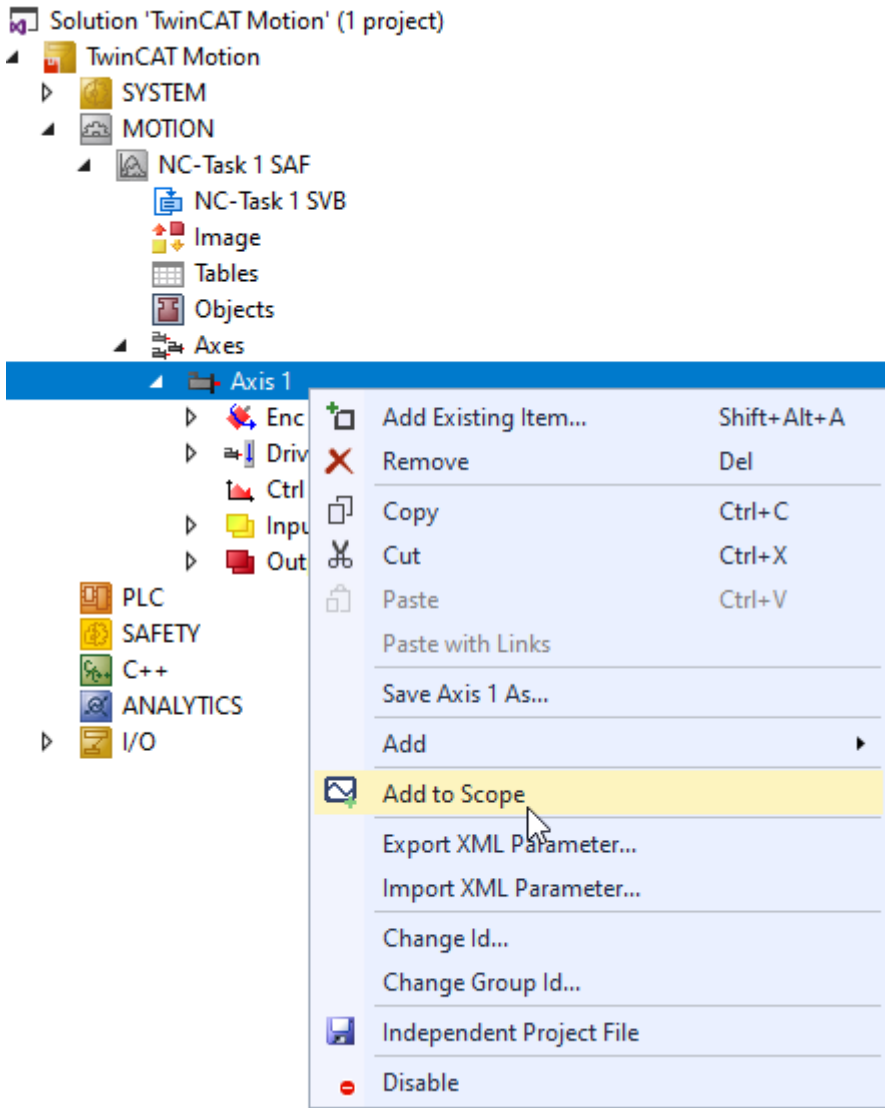 Solution 'TwinCAT Motion' (1 project)
TwinCAT Motion
SYSTEM
MOTION
NC-Task 1 SAF
NC-Task 1 SVB
Image
Tables
Objects
Axes
Axis 1
Enc
Driv
Ctrl
Inpu
Out
PLC
SAFETY
C++
ANALYTICS
I/O
Add Existing Item... Shift+Alt+A
Remove Del
Copy Ctrl+C
Cut Ctrl+X
Paste Ctrl+V
Paste with Links
Save Axis 1 As...
Add
Add to Scope
Export XML Parameter...
Import XML Parameter...
Change Id...
Change Group Id...
Independent Project File
Disable